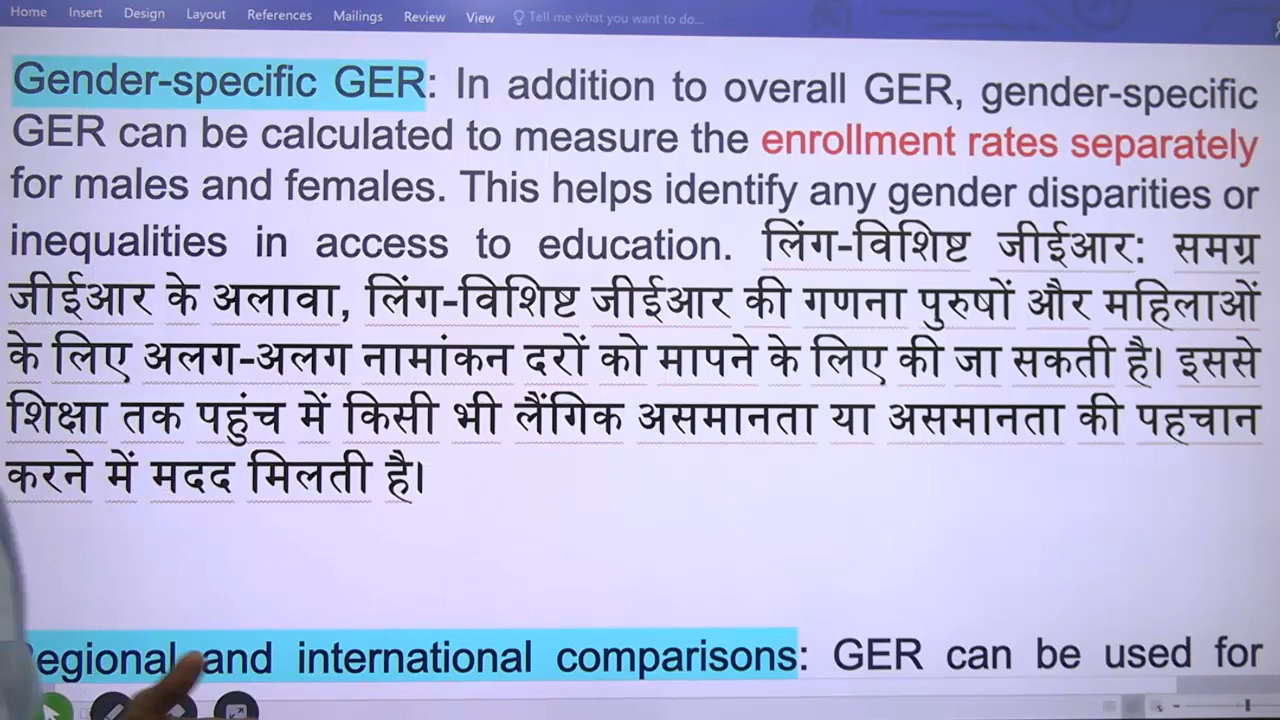 Home Insert Design Layout References Mailings Review View Tell me what you want to do...
Gender-specific GER: In addition to overall GER, gender-specific
GER can be calculated to measure the enrollment rates separately
for males and females. This helps identify any gender disparities or
inequalities in access to education. लिंग-विशिष्ट जीईआर: समग्र
जीईआर के अलावा, लिंग-विशिष्ट जीईआर की गणना पुरुषों और महिलाओं
के लिए अलग-अलग नामांकन दरों को मापने के लिए की जा सकती है। इससे
शिक्षा तक पहुंच में किसी भी लैंगिक असमानता या असमानता की पहचान
करने में मदद मिलती है।
Regional and international comparisons: GER can be used for